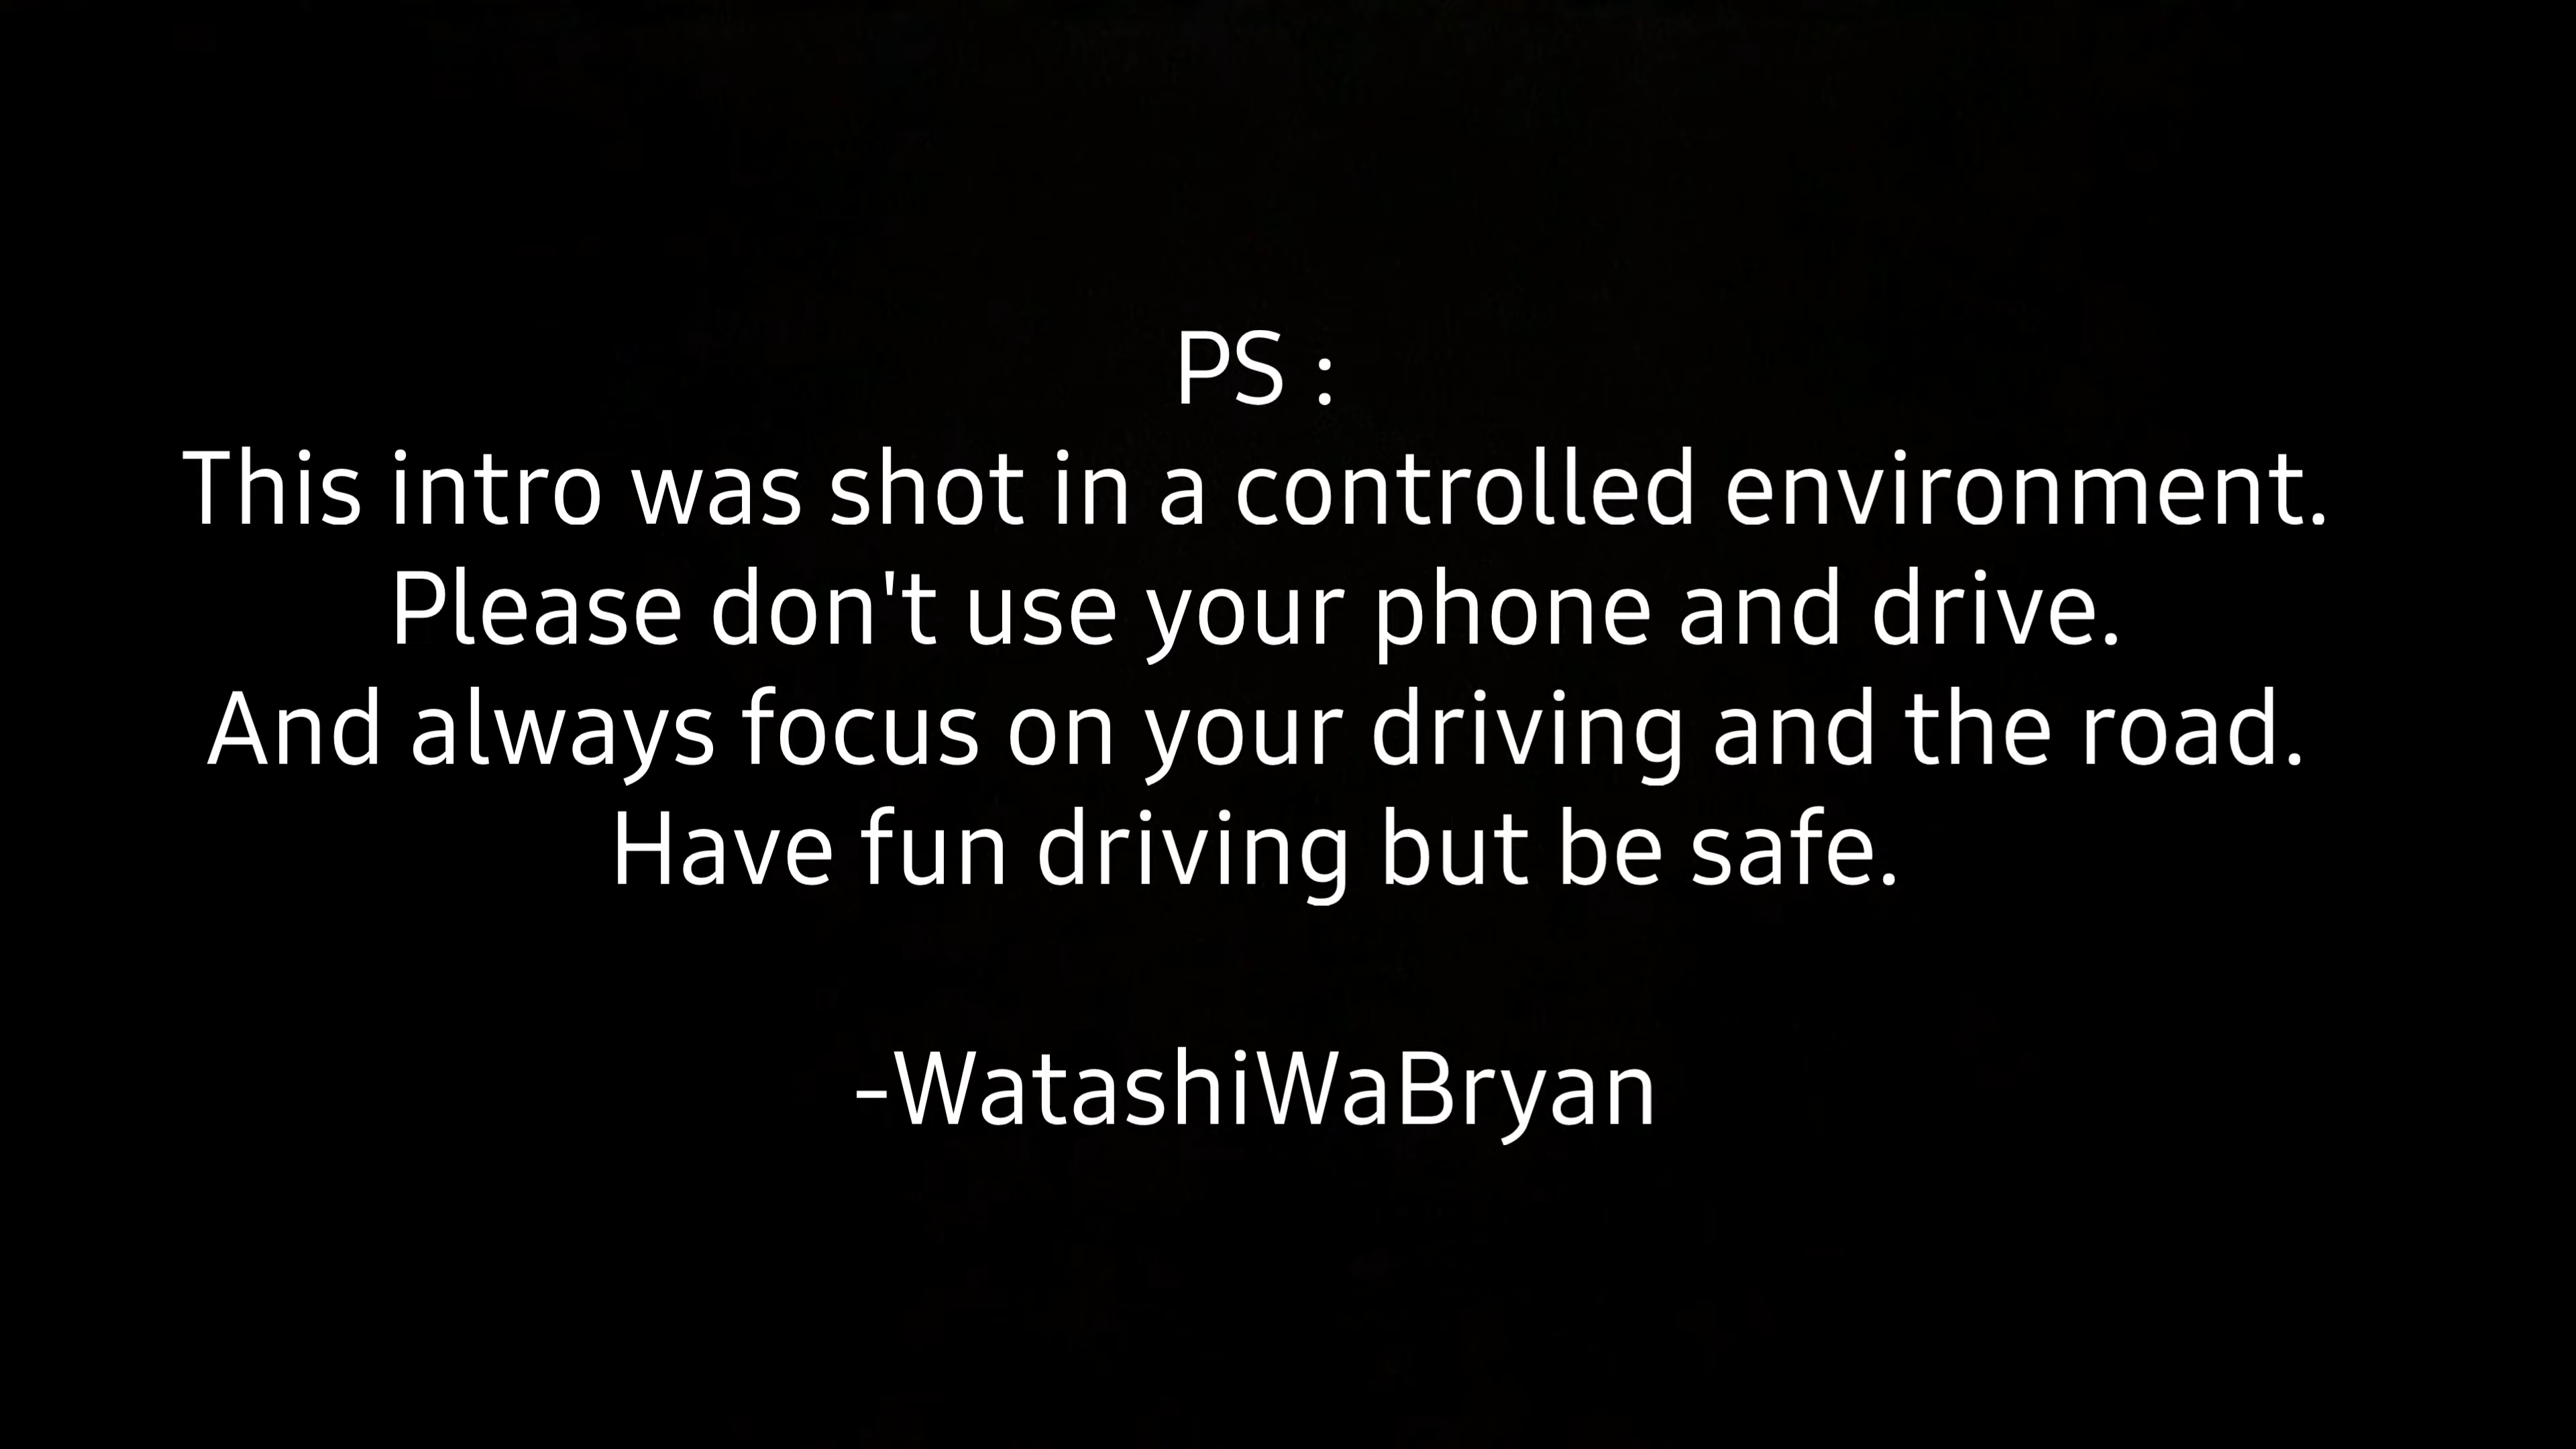 PS :
This intro was shot in a controlled environment.
Please don't use your phone and drive.
And always focus on your driving and the road.
Have fun driving but be safe.
-WatashiWaBryan